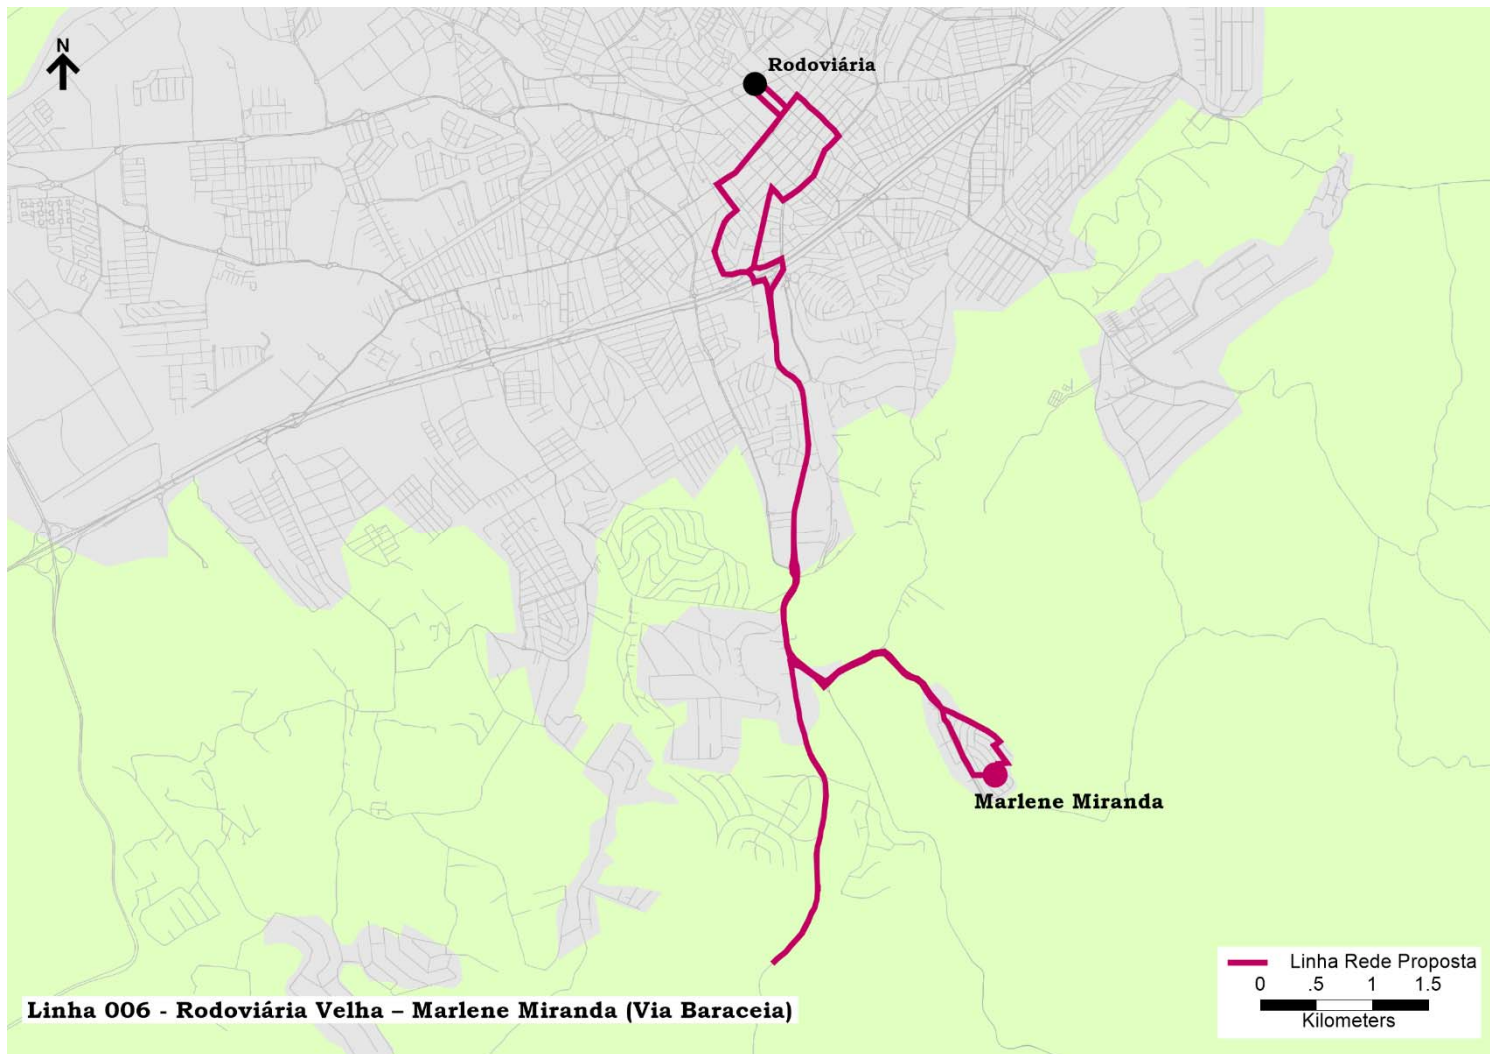 N
Rodoviária
Marlene Miranda
Linha Rede Proposta
0 .5 1 1.5
Kilometers
Linha 006 - Rodoviária Velha – Marlene Miranda (Via Baraceia)